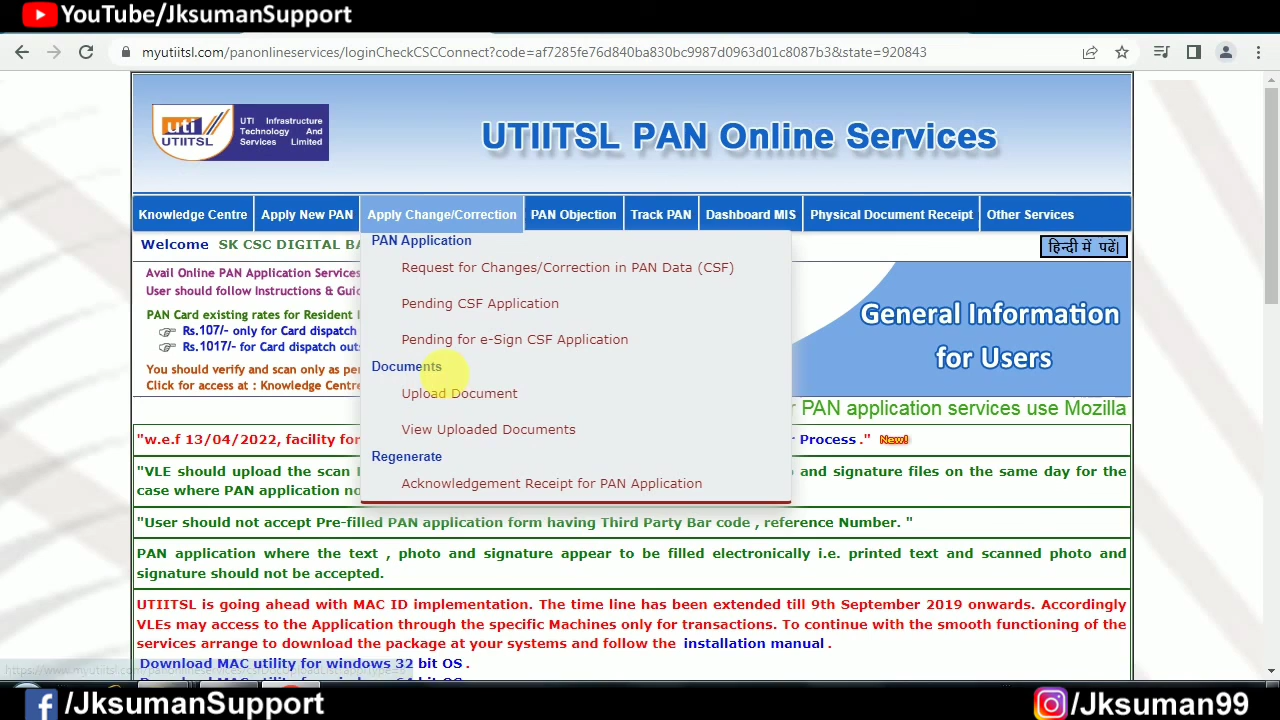 YouTube/JksumanSupport
myutiitsl.com/panonlineservices/loginCheckCSCConnect?code=af7285fe76d840ba830bc9987d0963d01c8087b3&state=920843
uti
UTIITSL
UTI Infrastructure
Technology And
Services Limited
UTIITSL PAN Online Services
Knowledge Centre Apply New PAN Apply Change/Correction PAN Objection Track PAN Dashboard MIS Physical Document Receipt Other Services
Welcome SK CSC DIGITAL BA
हिन्दी में पढें|
PAN Application
Request for Changes/Correction in PAN Data (CSF)
Pending CSF Application
Pending for e-Sign CSF Application
Documents
Upload Document
View Uploaded Documents
Regenerate
Acknowledgement Receipt for PAN Application
Avail Online PAN Application Services
User should follow Instructions & Guid
PAN Card existing rates for Resident I
Rs.107/- only for Card dispatch
Rs.1017/- for Card dispatch out
You should verify and scan only as per
Click for access at : Knowledge Centre
General Information
for Users
r PAN application services use Mozilla
"w.e.f 13/04/2022, facility for r Process ." New!
"VLE should upload the scan and signature files on the same day for the
case where PAN application no
"User should not accept Pre-filled PAN application form having Third Party Bar code , reference Number. "
PAN application where the text , photo and signature appear to be filled electronically i.e. printed text and scanned photo and
signature should not be accepted.
UTIITSL is going ahead with MAC ID implementation. The time line has been extended till 9th September 2019 onwards. Accordingly
VLEs may access to the Application through the specific Machines only for transactions. To continue with the smooth functioning of the
services arrange to download the package at your systems and follow the installation manual .
Download MAC utility for windows 32 bit OS .
/JksumanSupport
/Jksuman99